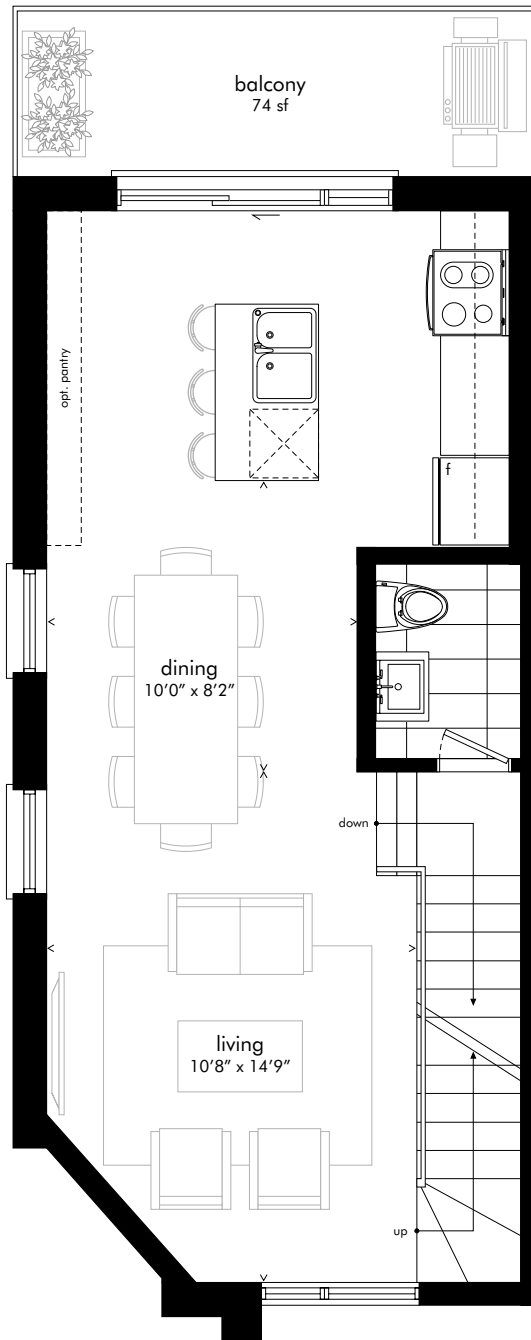 balcony
74 sf
opt. pantry
f
dining
10’0” x 8’2”
down
living
10’8” x 14’9”
up